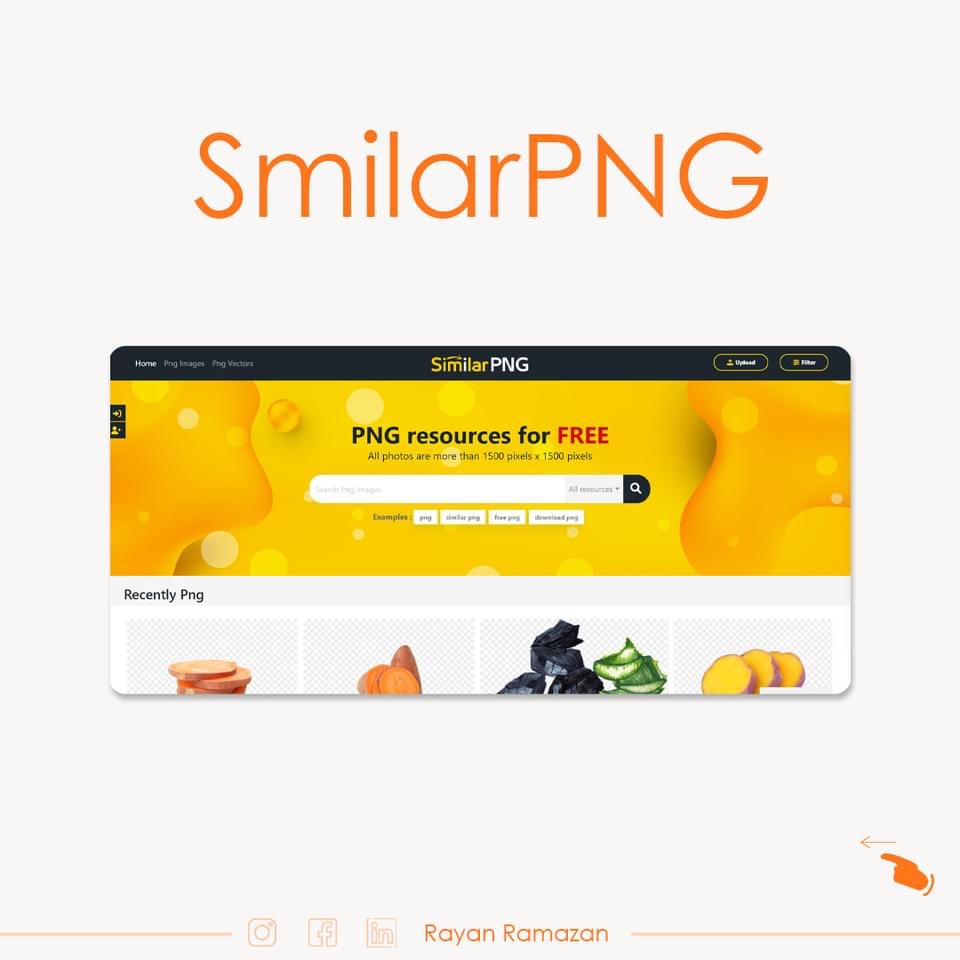 SmilarPNG
Home Png Images Png Vectors SimilarPNG Upload Filter
PNG resources for FREE
All photos are more than 1500 pixels x 1500 pixels
Search Png Images All resources
Examples : png similar png free png download png
Recently Png
Rayan Ramazan